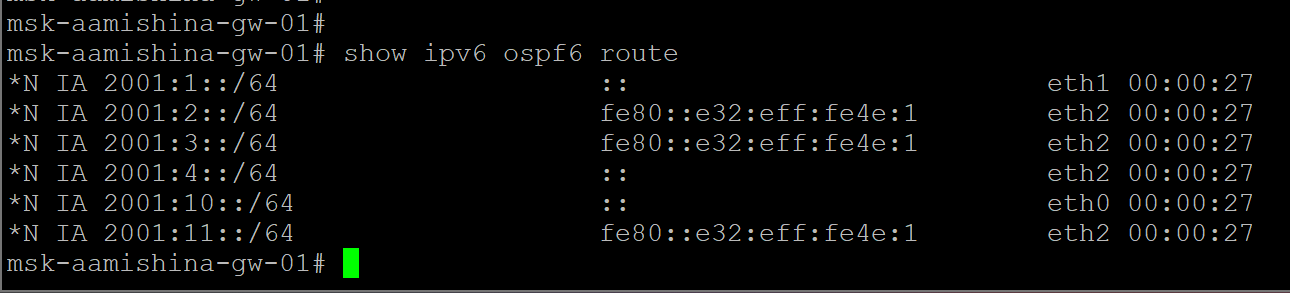 msk-aamishina-gw-01#
msk-aamishina-gw-01# show ipv6 ospf6 route
*N IA 2001:1::/64                    ::                          eth1 00:00:27
*N IA 2001:2::/64                    fe80::e32:eff:fe4e:1        eth2 00:00:27
*N IA 2001:3::/64                    fe80::e32:eff:fe4e:1        eth2 00:00:27
*N IA 2001:4::/64                    ::                          eth2 00:00:27
*N IA 2001:10::/64                   ::                          eth0 00:00:27
*N IA 2001:11::/64                   fe80::e32:eff:fe4e:1        eth2 00:00:27
msk-aamishina-gw-01#